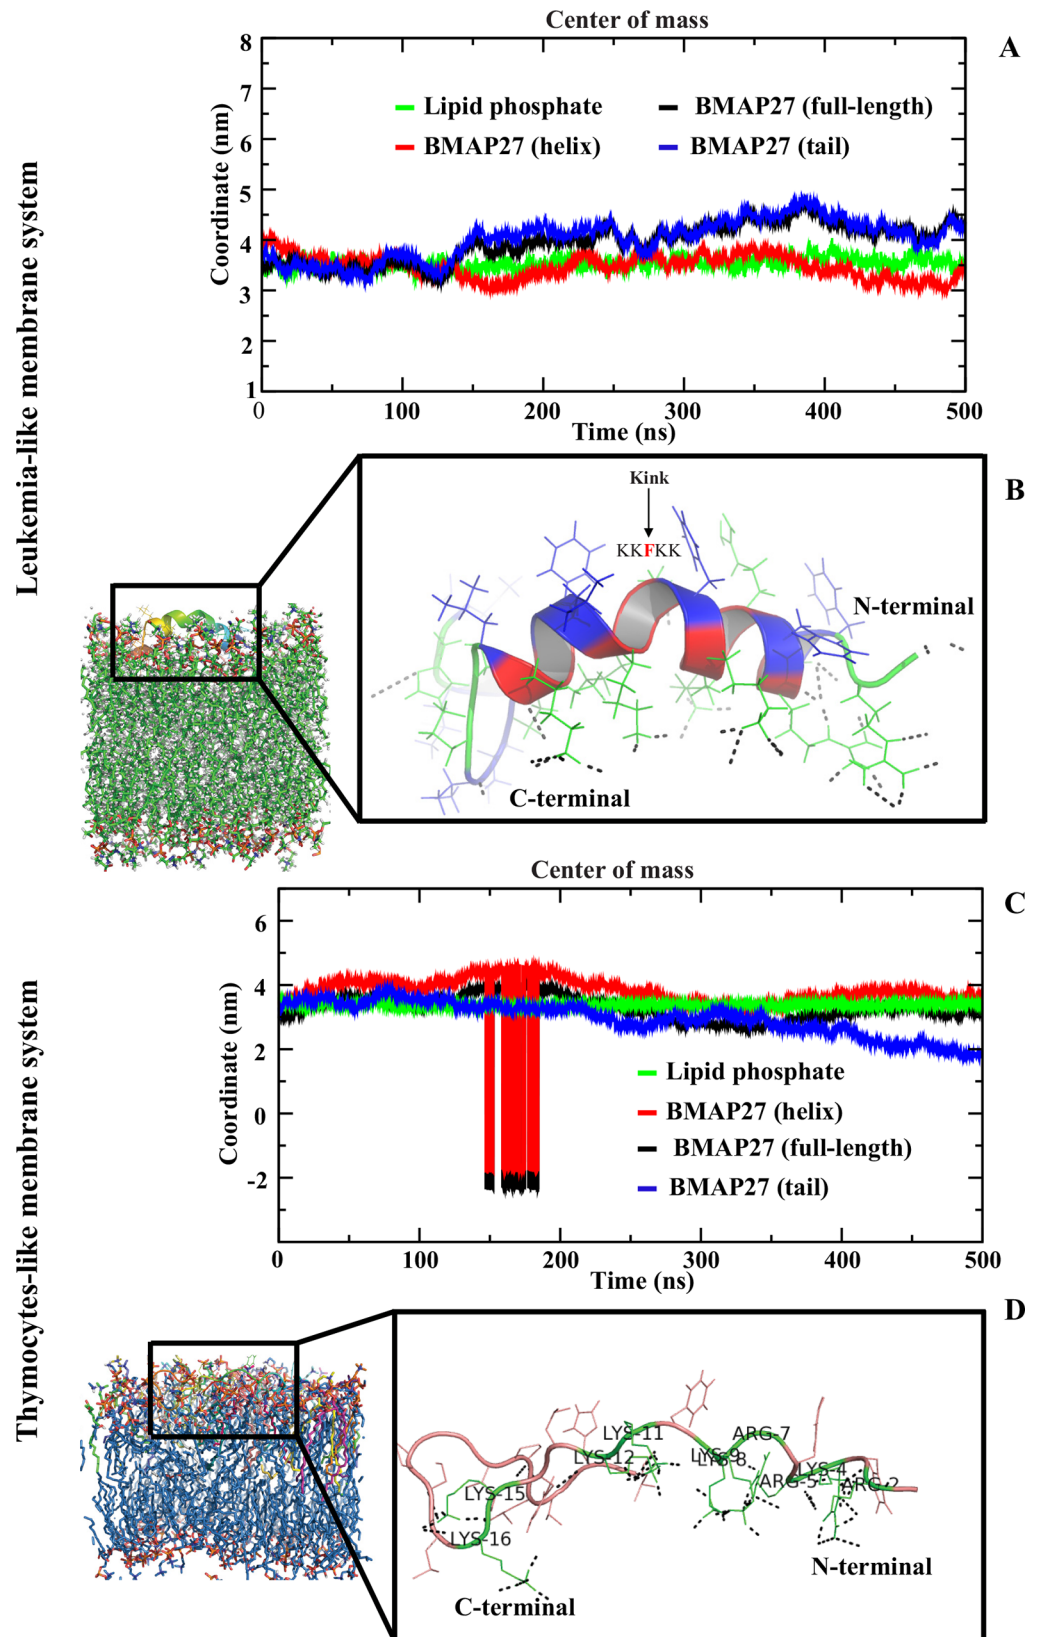 Leukemia-like membrane system
Center of mass
A
Coordinate (nm)
8
7
6
5
4
3
2
1
Lipid phosphate
BMAP27 (full-length)
BMAP27 (helix)
BMAP27 (tail)
0
100
200
300
400
500
Time (ns)
B
Kink
KKFKK
N-terminal
C-terminal
Thymocytes-like membrane system
Center of mass
C
Coordinate (nm)
6
4
2
0
-2
Lipid phosphate
BMAP27 (helix)
BMAP27 (full-length)
BMAP27 (tail)
0
100
200
300
400
500
Time (ns)
D
LYS-11
ARG-7
LYS-12
LYS-9
LYS-8
LYS-4
ARG-5
ARG-2
LYS-15
LYS-16
N-terminal
C-terminal